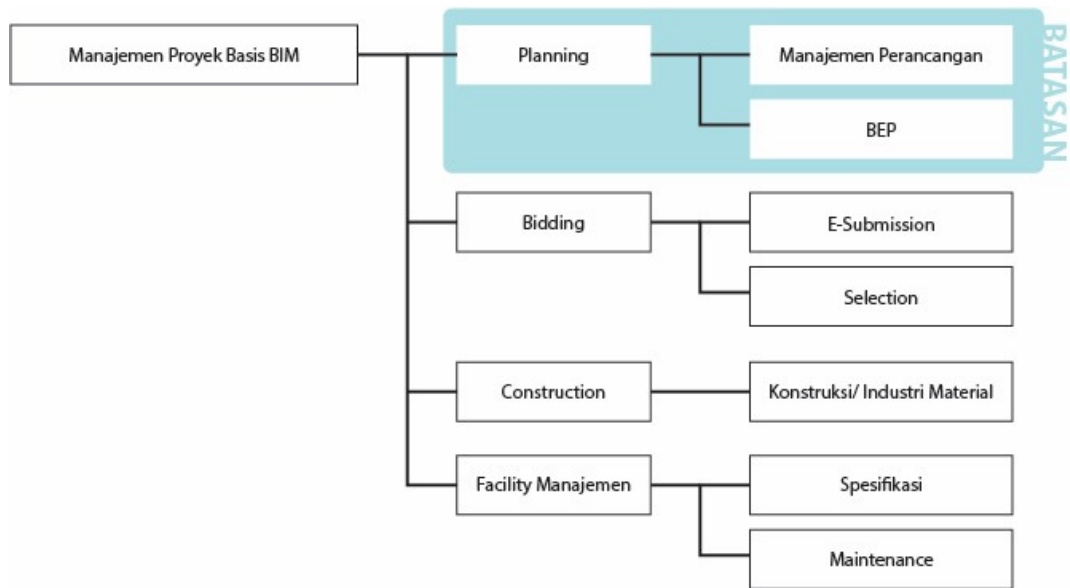 Manajemen Proyek Basis BIM
Planning
Manajemen Perancangan
BEP
BATASAN
Bidding
E-Submission
Selection
Construction
Konstruksi/ Industri Material
Facility Manajemen
Spesifikasi
Maintenance